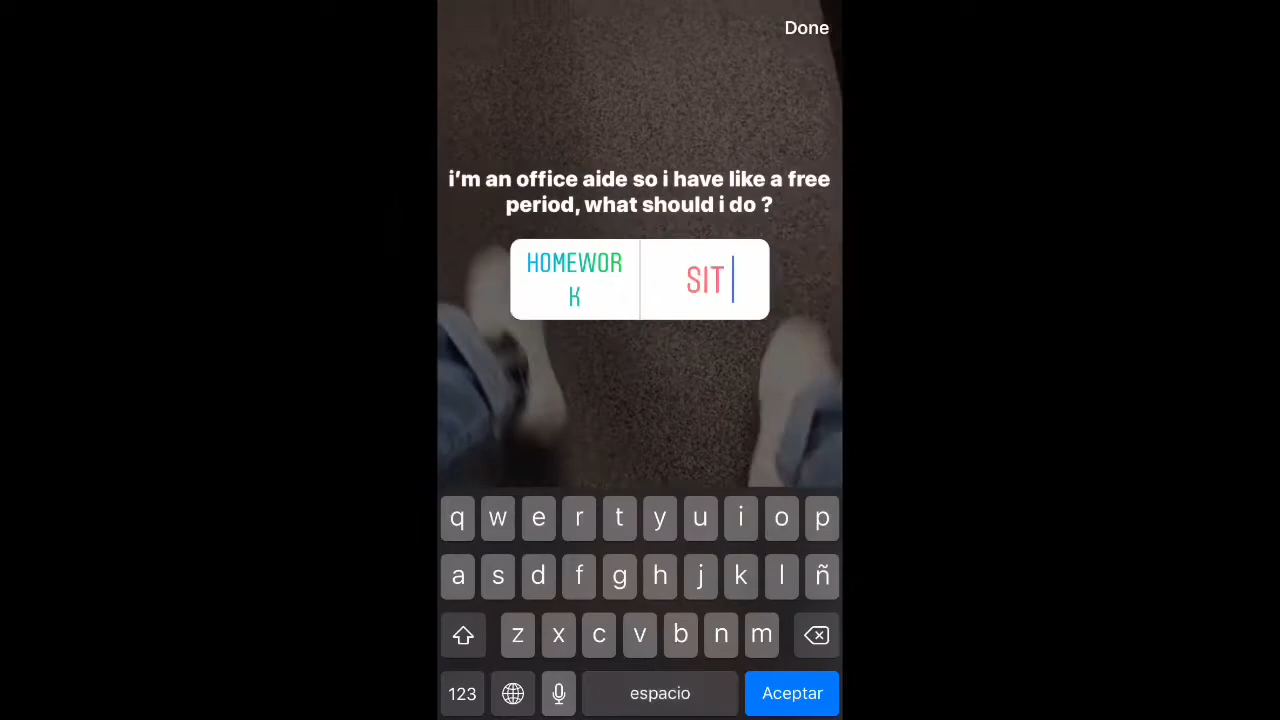 Done
i'm an office aide so i have like a free
period, what should i do ?
HOMEWOR
K
SIT
q w e r t y u i o p
a s d f g h j k l ñ
z x c v b n m
123 espacio Aceptar